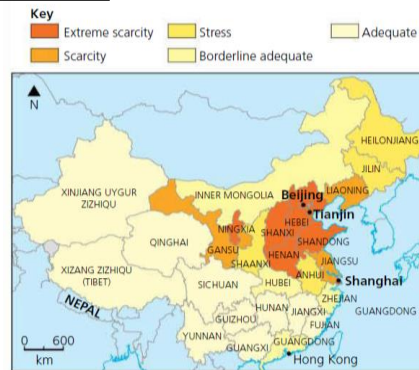 Key
Extreme scarcity
Stress
Adequate
Scarcity
Borderline adequate
N
HEILONJIANG
JILIN
XINJIANG UYGUR
ZIZHIQU
INNER MONGOLIA
LIAONING
Beijing
Tianjin
HEBEI
NINGXIA
SHANXI
SHANDONG
QINGHAI
GANSU
HENAN
JIANGSU
SHAANXI
ANHUI
XIZANG ZIZHIQU
(TIBET)
SICHUAN
HUBEI
Shanghai
ZHEJIAN
NEPAL
HUNAN
JIANGXI
GUANGDONG
GUIZHOU
FUJIAN
0 600
km
YUNNAN
GUANGXI
GUANGDONG
Hong Kong